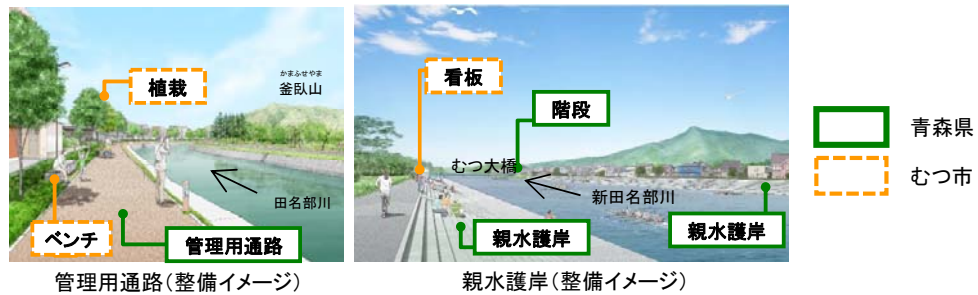 植栽
かまふせやま
釜臥山
田名部川
ベンチ
管理用通路
管理用通路（整備イメージ）
看板
階段
むつ大橋
新田名部川
親水護岸
親水護岸
親水護岸（整備イメージ）
青森県
むつ市